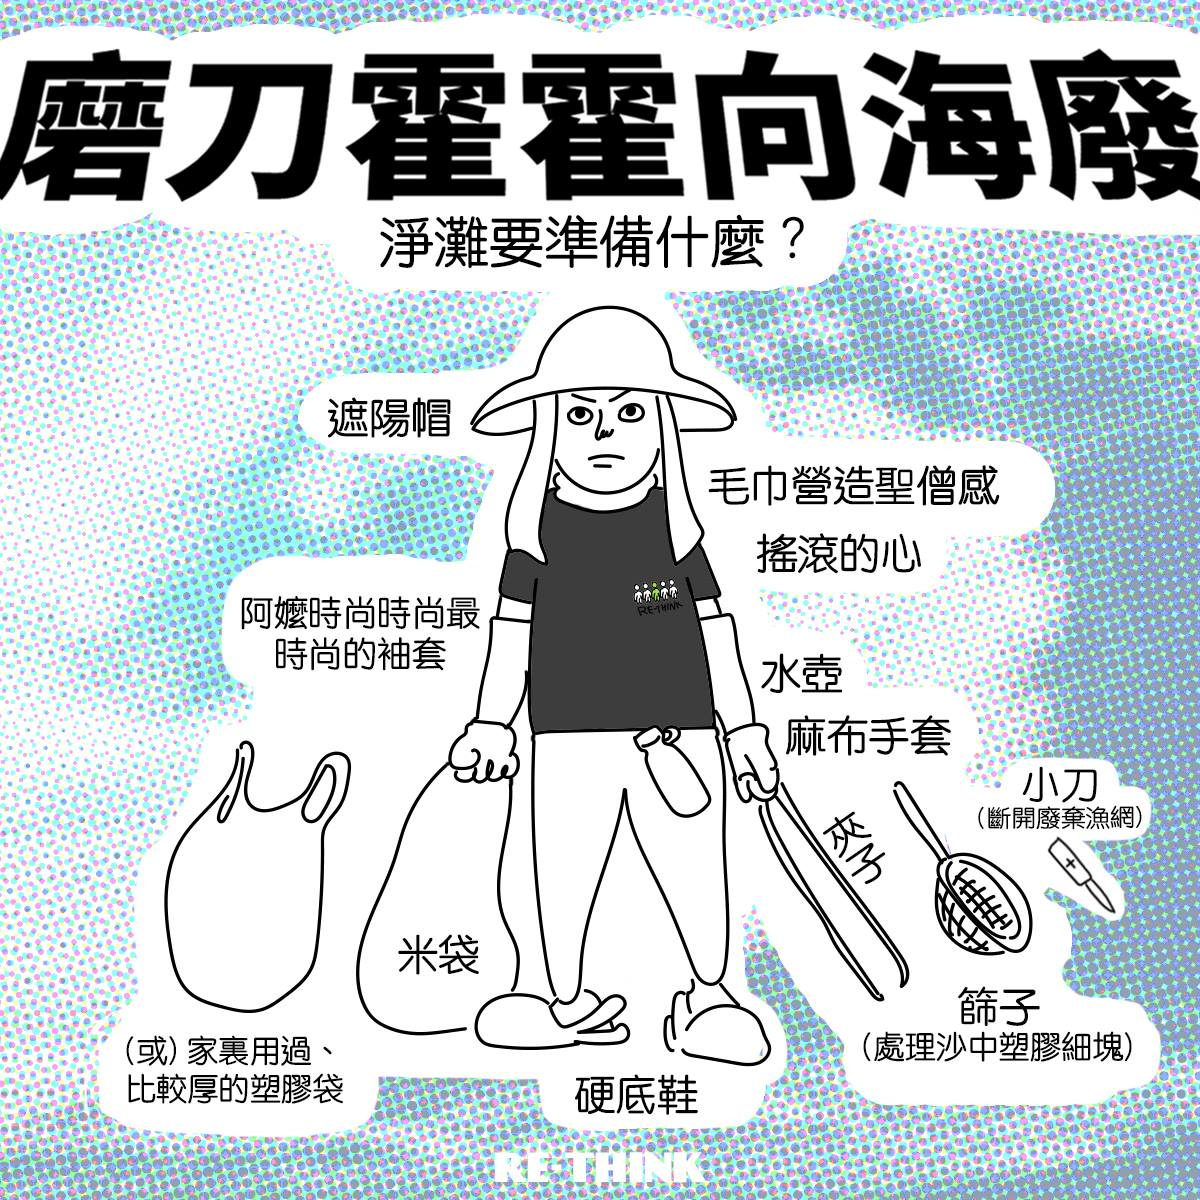 磨刀霍霍向海廢
淨灘要準備什麼？
遮陽帽
毛巾營造聖僧感
搖滾的心
阿嬤時尚時尚最
時尚的袖套
RE-THINK
水壺
麻布手套
小刀
（斷開廢棄漁網）
夾子
米袋
篩子
（處理沙中塑膠細塊）
（或）家裏用過、
比較厚的塑膠袋
硬底鞋
RE-THINK